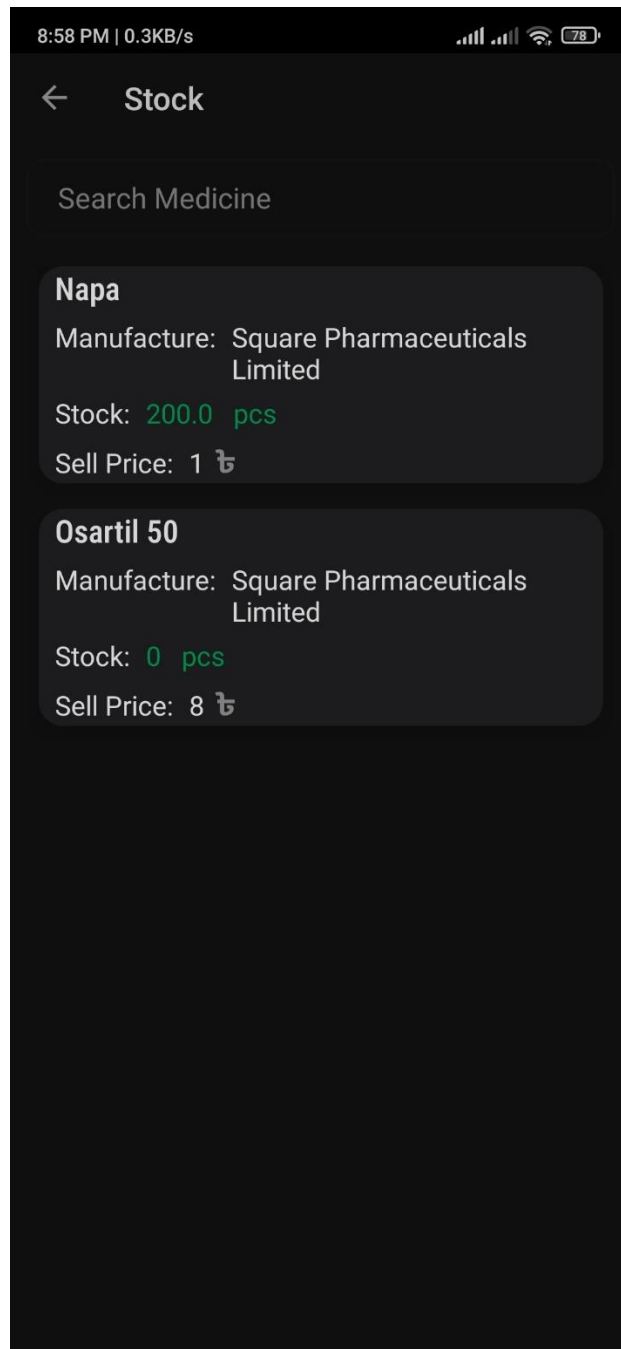 8:58 PM | 0.3KB/s
78
Stock
Search Medicine
Napa
Manufacture: Square Pharmaceuticals
Limited
Stock: 200.0 pcs
Sell Price: 1 ৳
Osartil 50
Manufacture: Square Pharmaceuticals
Limited
Stock: 0 pcs
Sell Price: 8 ৳